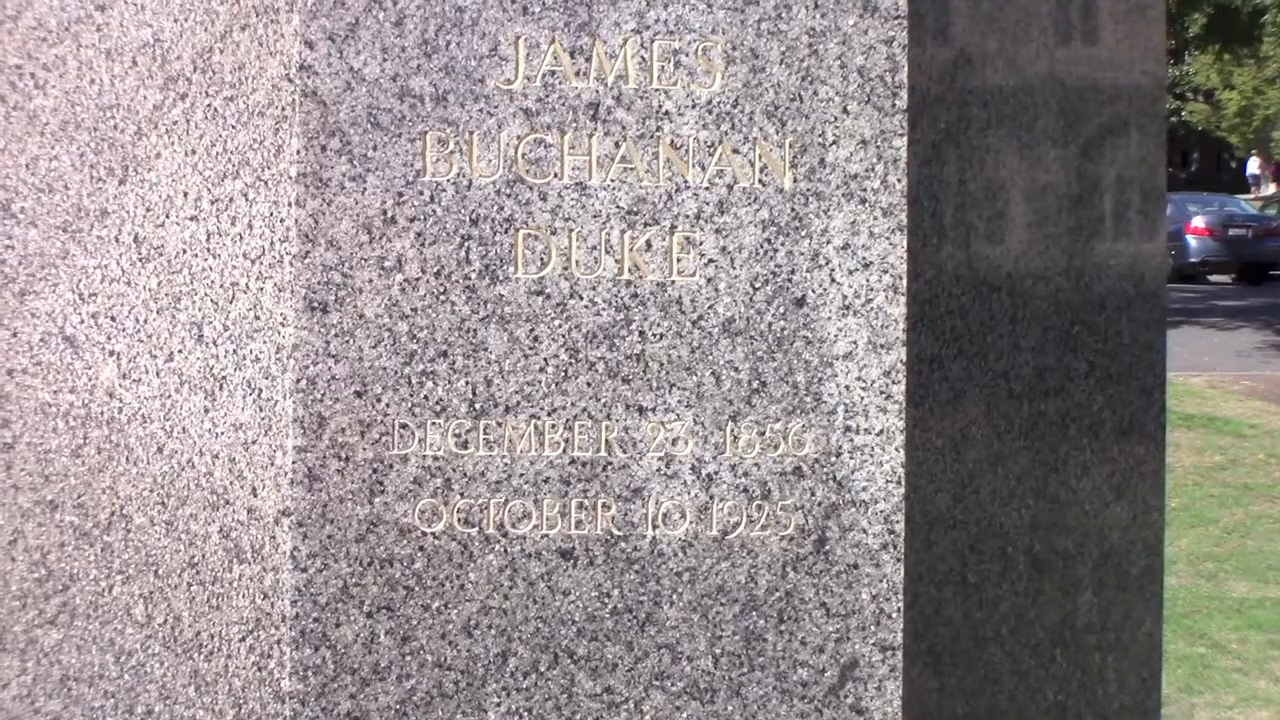 JAMES
BUCHANAN
DUKE
DECEMBER 23 1856
OCTOBER 10 1925